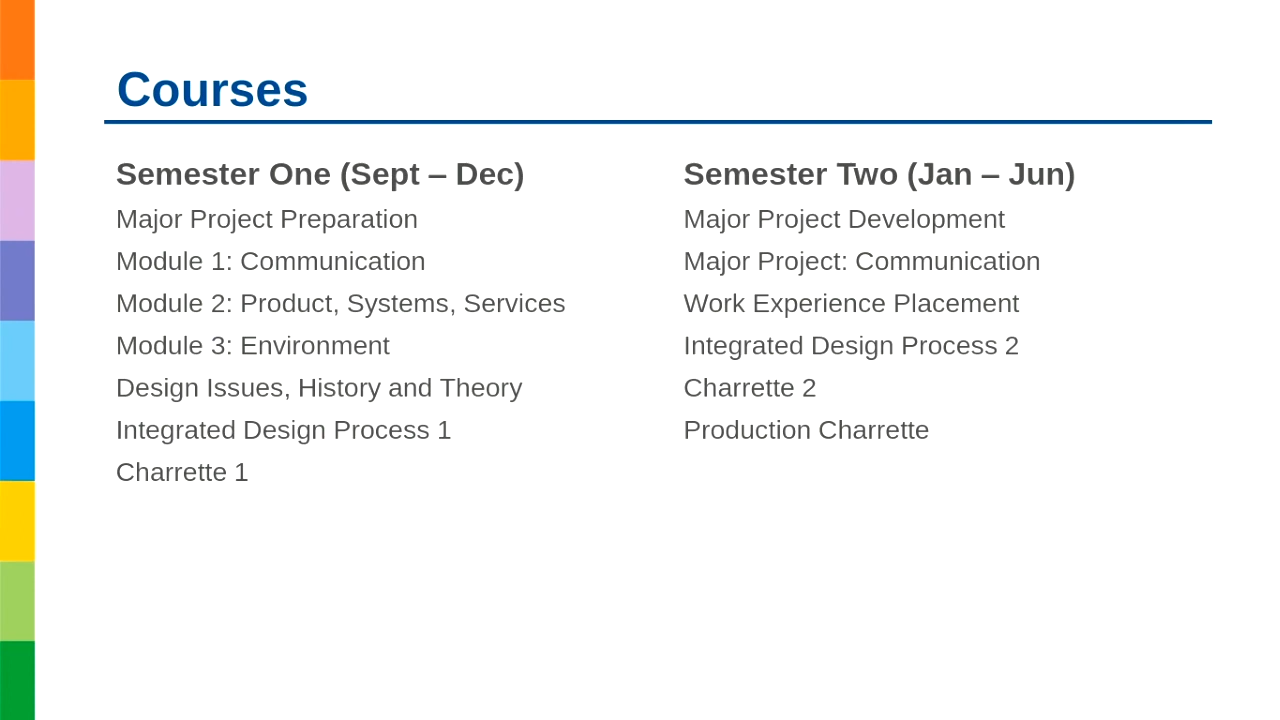 Courses
Semester One (Sept – Dec)
Major Project Preparation
Module 1: Communication
Module 2: Product, Systems, Services
Module 3: Environment
Design Issues, History and Theory
Integrated Design Process 1
Charrette 1
Semester Two (Jan – Jun)
Major Project Development
Major Project: Communication
Work Experience Placement
Integrated Design Process 2
Charrette 2
Production Charrette